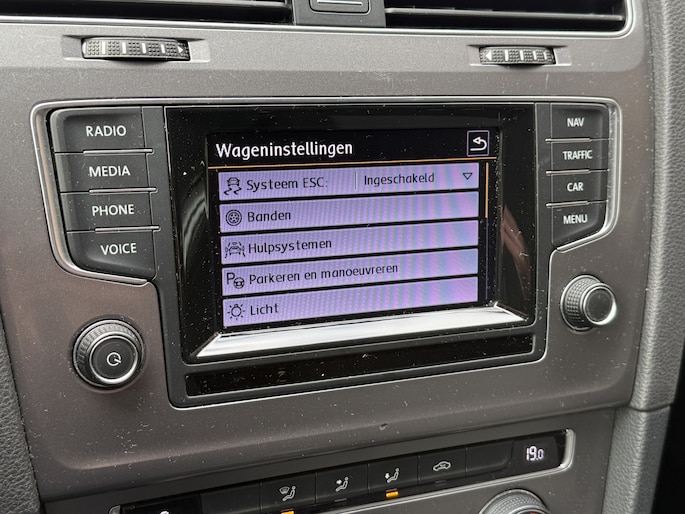 RADIO
MEDIA
PHONE
VOICE
Wageninstellingen
Systeem ESC: Ingeschakeld
Banden
Hulpsystemen
Parkeren en manoeuvreren
Licht
NAV
TRAFFIC
CAR
MENU
19.0